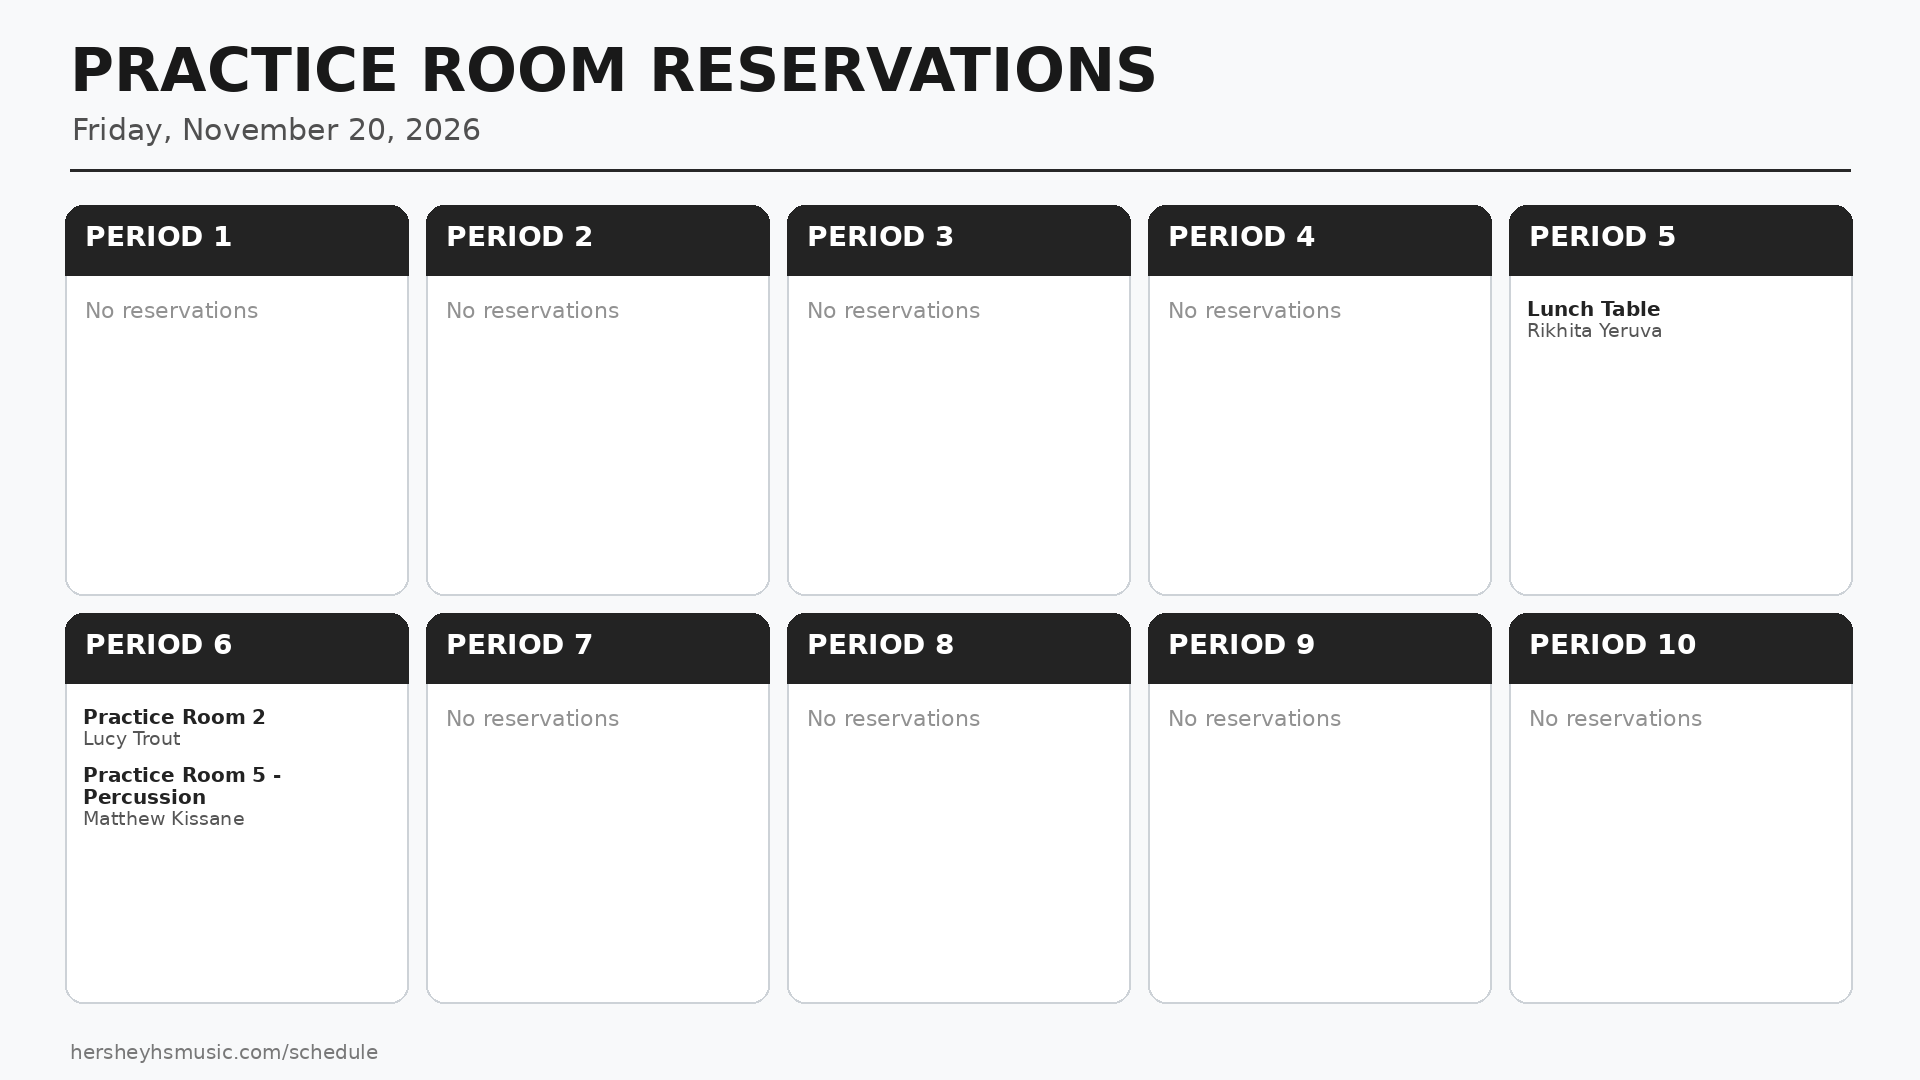 PRACTICE ROOM RESERVATIONS
Friday, November 20, 2026
PERIOD 1
No reservations
PERIOD 2
No reservations
PERIOD 3
No reservations
PERIOD 4
No reservations
PERIOD 5
Lunch Table
Rikhita Yeruva
PERIOD 6
Practice Room 2
Lucy Trout
Practice Room 5 -
Percussion
Matthew Kissane
PERIOD 7
No reservations
PERIOD 8
No reservations
PERIOD 9
No reservations
PERIOD 10
No reservations
hersheyhsmusic.com/schedule